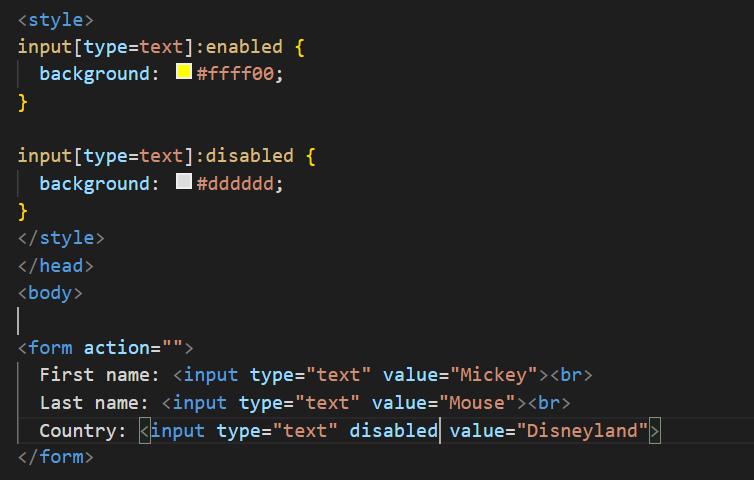 <style>
input[type=text]:enabled {
  background: #ffff00;
}

input[type=text]:disabled {
  background: #dddddd;
}
</style>
</head>
<body>

<form action="">
  First name: <input type="text" value="Mickey"><br>
  Last name: <input type="text" value="Mouse"><br>
  Country: <input type="text" disabled value="Disneyland">
</form>